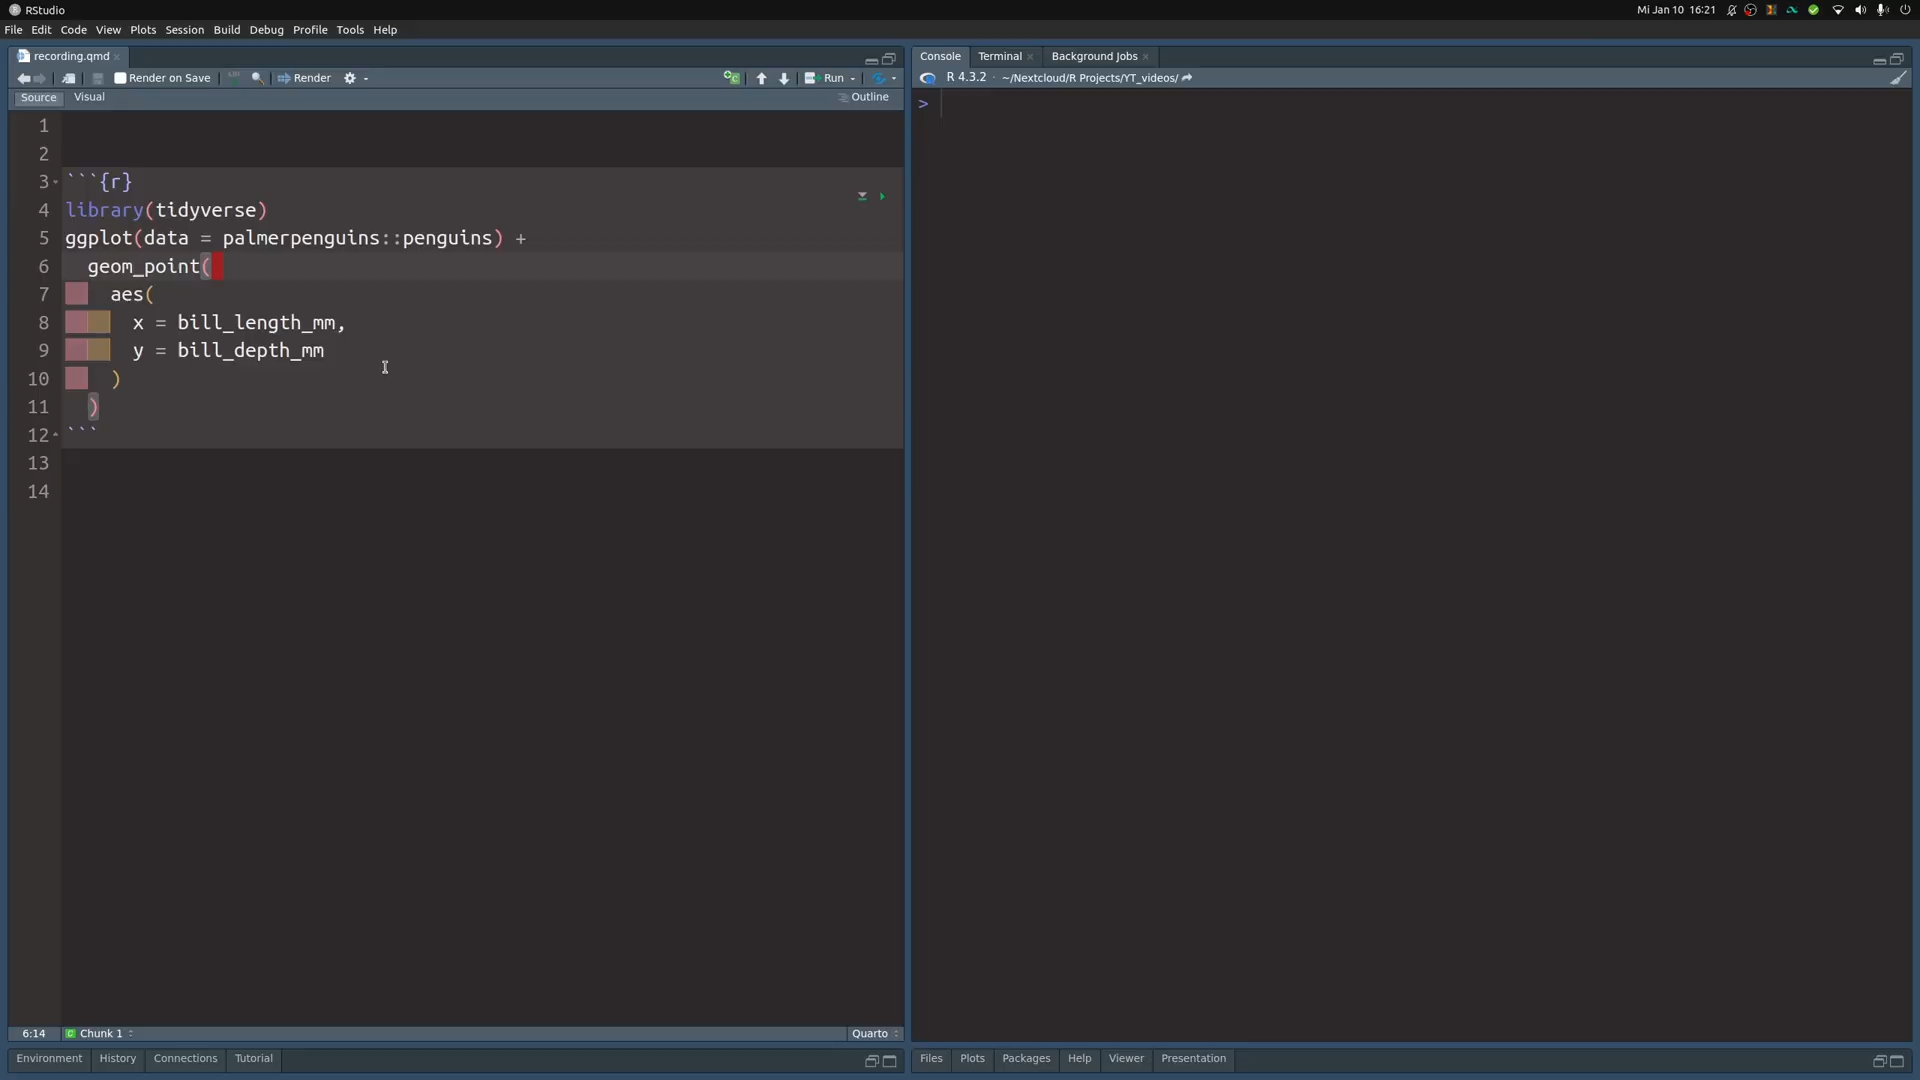 RStudio
Mi Jan 10 16:21
File Edit Code View Plots Session Build Debug Profile Tools Help
recording.qmd
Render on Save Render Run
Source Visual Outline
1
2
3 ```{r}
4 library(tidyverse)
5 ggplot(data = palmerpenguins::penguins) +
6 geom_point(
7 aes(
8 x = bill_length_mm,
9 y = bill_depth_mm
10 )
11 )
12 ```
13
14
6:14 Chunk 1 Quarto
Environment History Connections Tutorial
Console Terminal Background Jobs
R 4.3.2 · ~/Nextcloud/R Projects/YT_videos/
>
Files Plots Packages Help Viewer Presentation